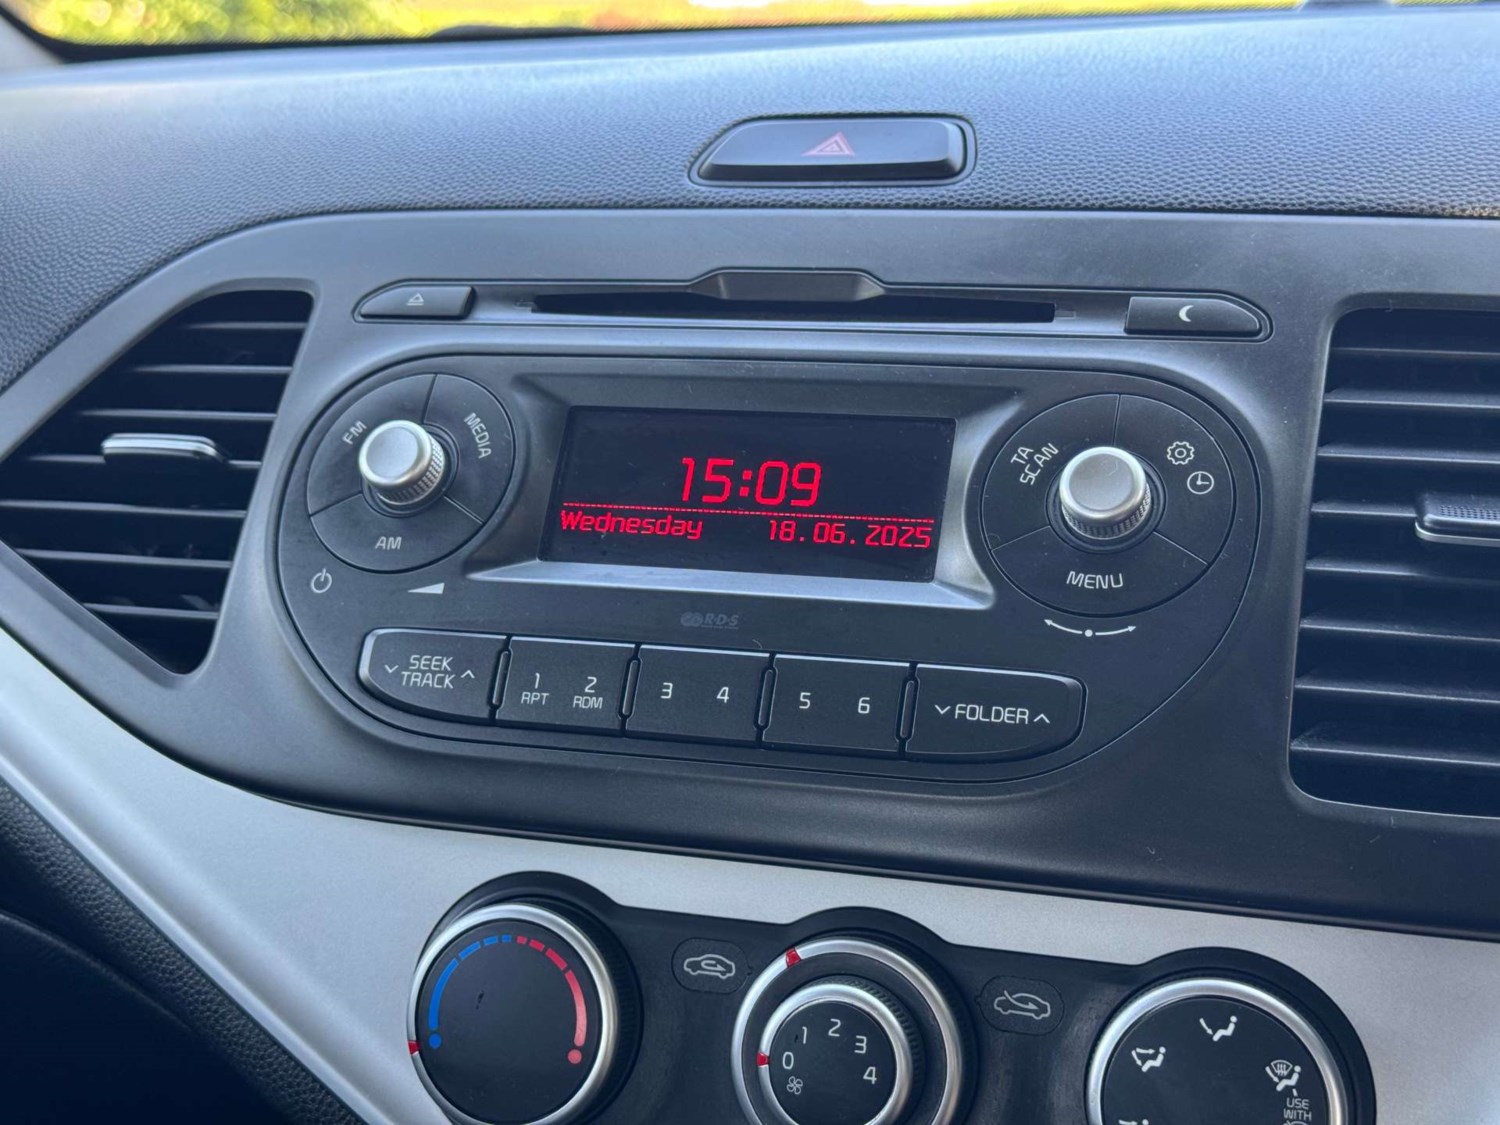 FM
MEDIA
AM
15:09
Wednesday 18.06.2025
TA
SCAN
MENU
R·D·S
SEEK
TRACK
1
RPT
2
RDM
3
4
5
6
FOLDER
0
1
2
3
4
USE
WITH